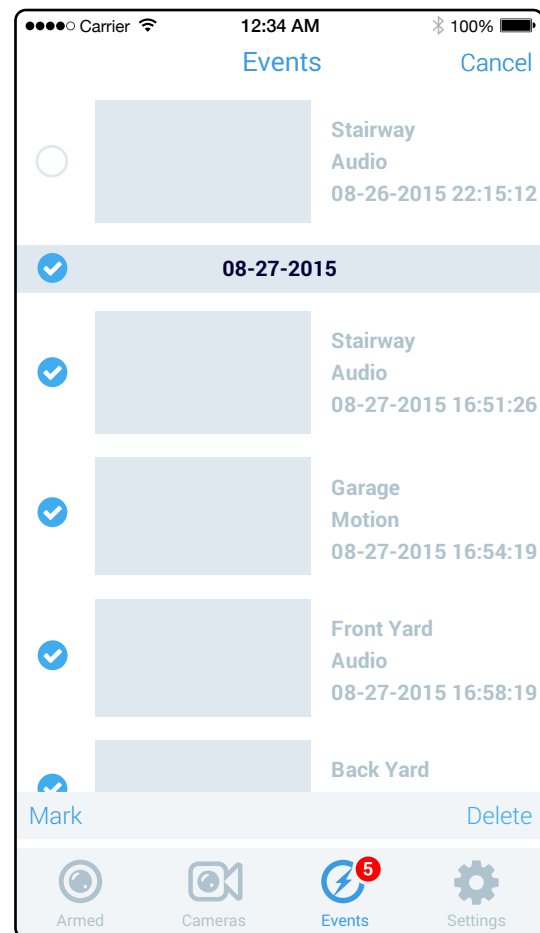 Carrier 12:34 AM 100%
Events Cancel
Stairway
Audio
08-26-2015 22:15:12
08-27-2015
Stairway
Audio
08-27-2015 16:51:26
Garage
Motion
08-27-2015 16:54:19
Front Yard
Audio
08-27-2015 16:58:19
Back Yard
Mark Delete
5
Armed Cameras Events Settings